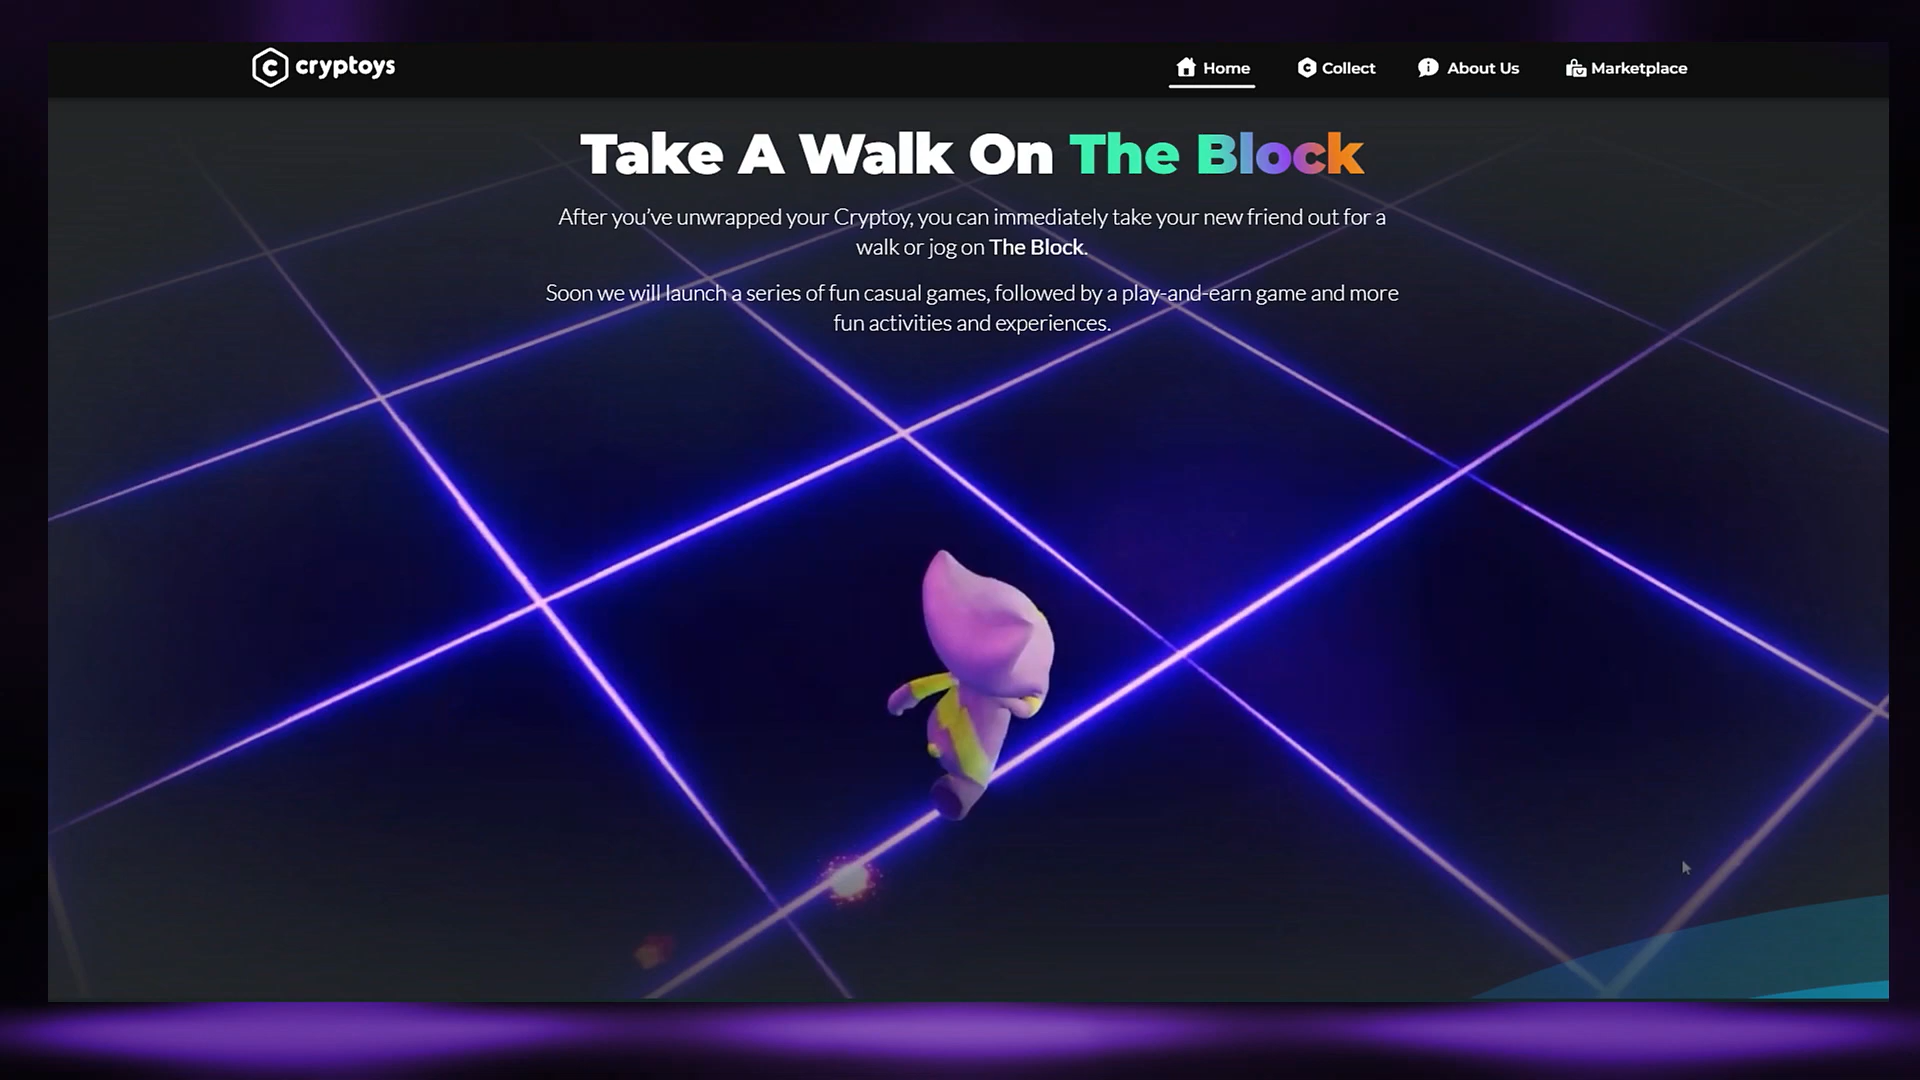 cryptoys
Home
Collect
About Us
Marketplace
Take A Walk On The Block
After you’ve unwrapped your Cryptoy, you can immediately take your new friend out for a
walk or jog on The Block.
Soon we will launch a series of fun casual games, followed by a play-and-earn game and more
fun activities and experiences.